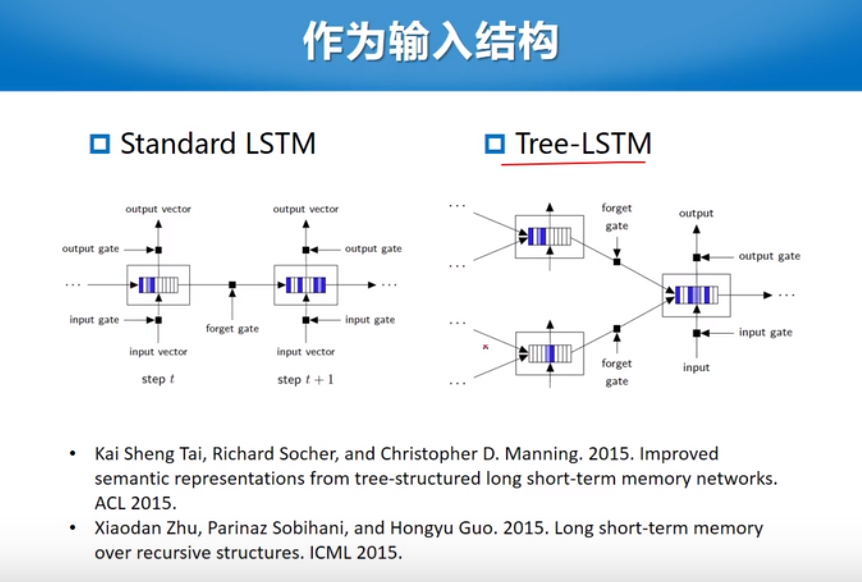 作为输入结构
Standard LSTM
output vector
output vector
output gate
output gate
...
...
input gate
input gate
forget gate
input vector
input vector
step t
step t + 1
Tree-LSTM
...
forget
gate
output
output gate
...
...
...
input gate
forget
gate
input
...
• Kai Sheng Tai, Richard Socher, and Christopher D. Manning. 2015. Improved
semantic representations from tree-structured long short-term memory networks.
ACL 2015.
• Xiaodan Zhu, Parinaz Sobihani, and Hongyu Guo. 2015. Long short-term memory
over recursive structures. ICML 2015.